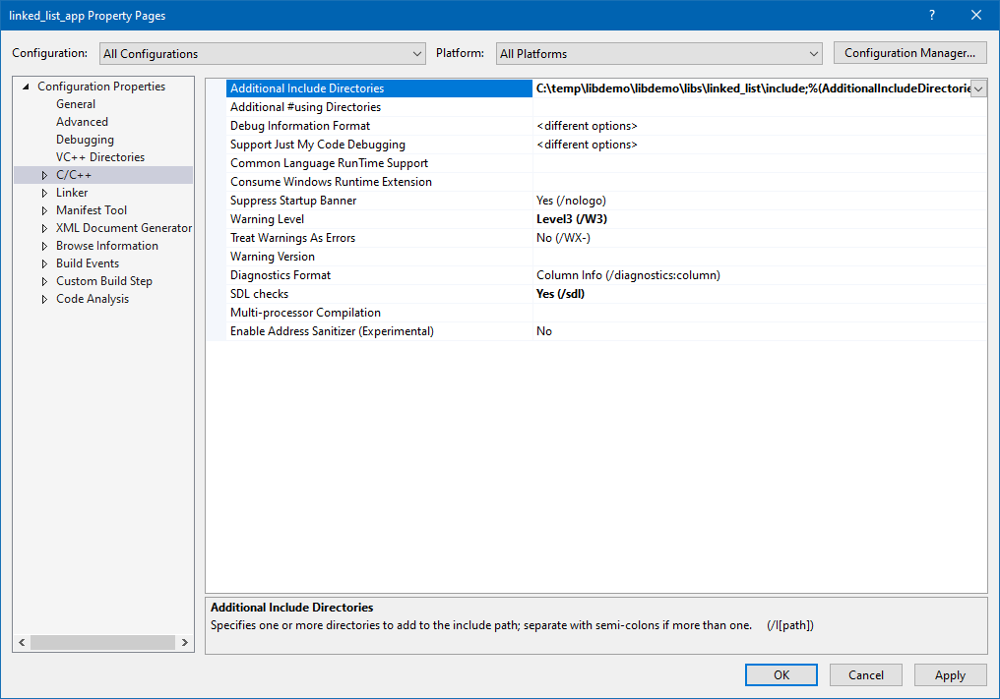 linked_list_app Property Pages
Configuration: All Configurations Platform: All Platforms Configuration Manager...
Configuration Properties
General
Advanced
Debugging
VC++ Directories
C/C++
Linker
Manifest Tool
XML Document Generator
Browse Information
Build Events
Custom Build Step
Code Analysis
Additional Include Directories C:\temp\libdemo\libdemo\libs\linked_list\include;%(AdditionalIncludeDirectorie
Additional #using Directories
Debug Information Format <different options>
Support Just My Code Debugging <different options>
Common Language RunTime Support
Consume Windows Runtime Extension
Suppress Startup Banner Yes (/nologo)
Warning Level Level3 (/W3)
Treat Warnings As Errors No (/WX-)
Warning Version
Diagnostics Format Column Info (/diagnostics:column)
SDL checks Yes (/sdl)
Multi-processor Compilation
Enable Address Sanitizer (Experimental) No
Additional Include Directories
Specifies one or more directories to add to the include path; separate with semi-colons if more than one. (/I[path])
OK Cancel Apply